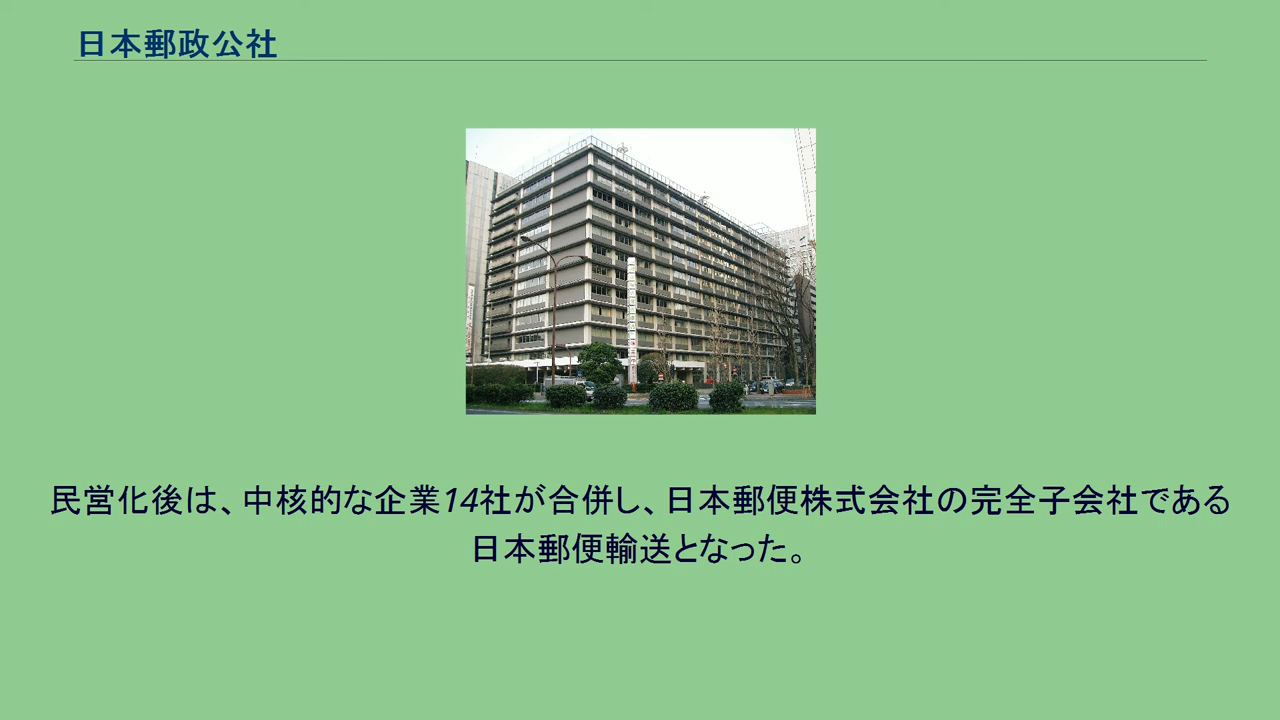 日本郵政公社
民営化後は、中核的な企業14社が合併し、日本郵便株式会社の完全子会社である
日本郵便輸送となった。